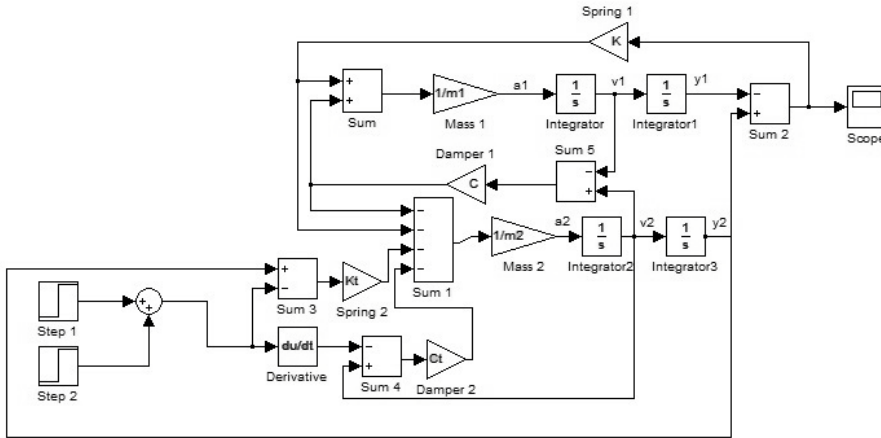 Spring 1
K
+
+
Sum
1/m1
Mass 1
a1
1
s
Integrator
v1
1
s
Integrator1
y1
−
+
Sum 2
Scope
Damper 1
C
Sum 5
−
+
−
−
−
−
Sum 1
1/m2
Mass 2
a2
1
s
Integrator2
v2
1
s
Integrator3
y2
Step 1
+
+
+
−
Sum 3
Kt
Spring 2
Step 2
du/dt
Derivative
−
+
Sum 4
Ct
Damper 2